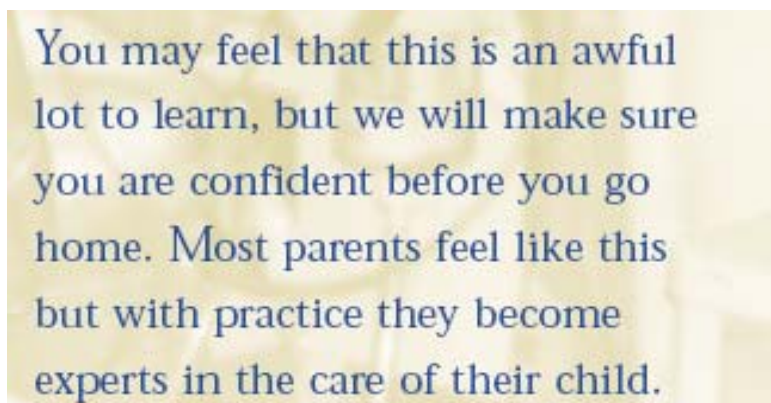 You may feel that this is an awful
lot to learn, but we will make sure
you are confident before you go
home. Most parents feel like this
but with practice they become
experts in the care of their child.